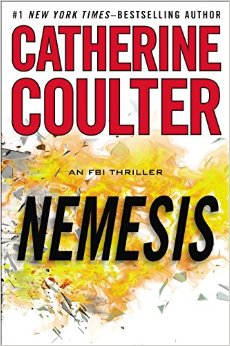 #1 NEW YORK TIMES–BESTSELLING AUTHOR
CATHERINE
COULTER
AN FBI THRILLER
NEMESIS